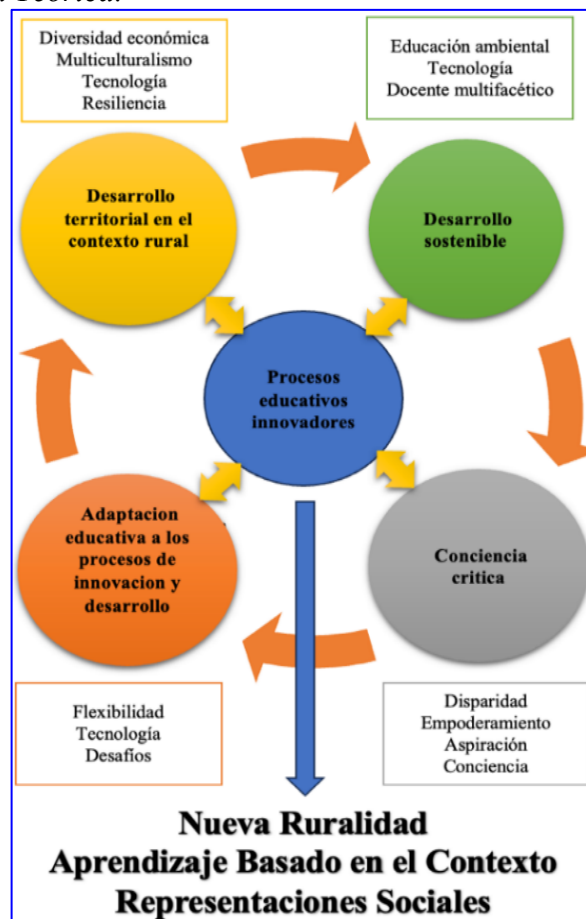 Teórica.
Diversidad económica
Multiculturalismo
Tecnología
Resiliencia
Educación ambiental
Tecnología
Docente multifacético
Desarrollo
territorial en el
contexto rural
Desarrollo
sostenible
Procesos
educativos
innovadores
Adaptacion
educativa a los
procesos de
innovacion y
desarrollo
Conciencia
critica
Flexibilidad
Tecnología
Desafíos
Disparidad
Empoderamiento
Aspiración
Conciencia
Nueva Ruralidad
Aprendizaje Basado en el Contexto
Representaciones Sociales